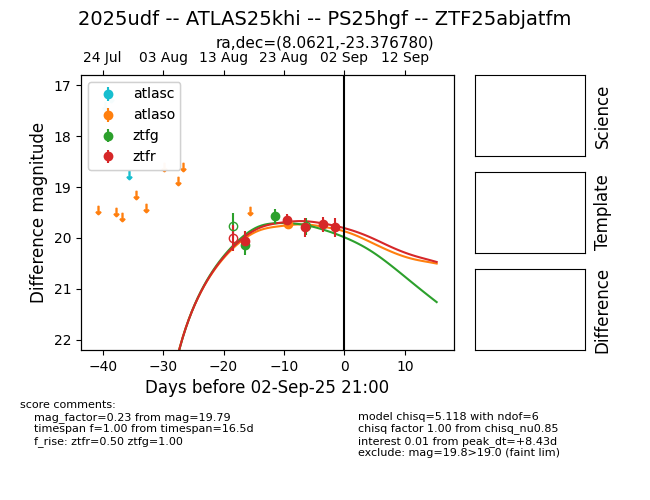 2025udf -- ATLAS25khi -- PS25hgf -- ZTF25abjatfm
ra,dec=(8.0621,-23.376780)
24 Jul 03 Aug 13 Aug 23 Aug 02 Sep 12 Sep
atlasc
atlaso
ztfg
ztfr
17
18
19
20
21
22
Difference magnitude
−40 −30 −20 −10 0 10
Days before 02-Sep-25 21:00
Science
Template
Difference
score comments:
mag_factor=0.23 from mag=19.79
timespan f=1.00 from timespan=16.5d
f_rise: ztfr=0.50 ztfg=1.00
model chisq=5.118 with ndof=6
chisq factor 1.00 from chisq_nu0.85
interest 0.01 from peak_dt=+8.43d
exclude: mag=19.8>19.0 (faint lim)